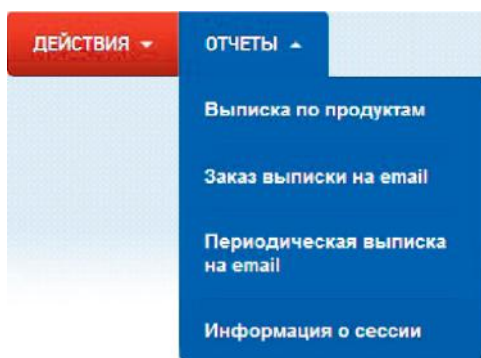 ДЕЙСТВИЯ ОТЧЕТЫ
Выписка по продуктам
Заказ выписки на email
Периодическая выписка
на email
Информация о сессии